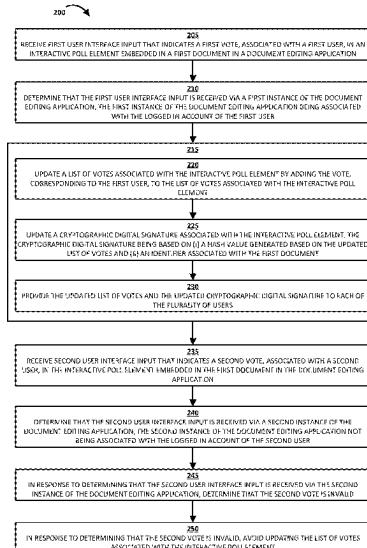 200
205
RECEIVE FIRST USER INTERFACE INPUT THAT INDICATES A FIRST VOTE, ASSOCIATED WITH A FIRST USER, IN AN
INTERACTIVE POLL ELEMENT EMBEDDED IN A FIRST DOCUMENT IN A DOCUMENT EDITING APPLICATION
210
DETERMINE THAT THE FIRST USER INTERFACE INPUT IS RECEIVED VIA A FIRST INSTANCE OF THE DOCUMENT
EDITING APPLICATION, THE FIRST INSTANCE OF THE DOCUMENT EDITING APPLICATION BEING ASSOCIATED
WITH THE LOGGED IN ACCOUNT OF THE FIRST USER
215
220
UPDATE A LIST OF VOTES ASSOCIATED WITH THE INTERACTIVE POLL ELEMENT BY ADDING THE VOTE,
CORRESPONDING TO THE FIRST USER, TO THE LIST OF VOTES ASSOCIATED WITH THE INTERACTIVE POLL
ELEMENT
225
UPDATE A CRYPTOGRAPHIC DIGITAL SIGNATURE ASSOCIATED WITH THE INTERACTIVE POLL ELEMENT, THE
CRYPTOGRAPHIC DIGITAL SIGNATURE BEING BASED ON (i) A HASH VALUE GENERATED BASED ON THE UPDATED
LIST OF VOTES AND (ii) AN IDENTIFIER ASSOCIATED WITH THE FIRST DOCUMENT
230
PROVIDE THE UPDATED LIST OF VOTES AND THE UPDATED CRYPTOGRAPHIC DIGITAL SIGNATURE TO EACH OF
THE PLURALITY OF USERS
235
RECEIVE SECOND USER INTERFACE INPUT THAT INDICATES A SECOND VOTE, ASSOCIATED WITH A SECOND
USER, IN THE INTERACTIVE POLL ELEMENT EMBEDDED IN THE FIRST DOCUMENT IN THE DOCUMENT EDITING
APPLICATION
240
DETERMINE THAT THE SECOND USER INTERFACE INPUT IS RECEIVED VIA A SECOND INSTANCE OF THE
DOCUMENT EDITING APPLICATION, THE SECOND INSTANCE OF THE DOCUMENT EDITING APPLICATION NOT
BEING ASSOCIATED WITH THE LOGGED IN ACCOUNT OF THE SECOND USER
245
IN RESPONSE TO DETERMINING THAT THE SECOND USER INTERFACE INPUT IS RECEIVED VIA THE SECOND
INSTANCE OF THE DOCUMENT EDITING APPLICATION, DETERMINE THAT THE SECOND VOTE IS INVALID
250
IN RESPONSE TO DETERMINING THAT THE SECOND VOTE IS INVALID, AVOID UPDATING THE LIST OF VOTES
ASSOCIATED WITH THE INTERACTIVE POLL ELEMENT